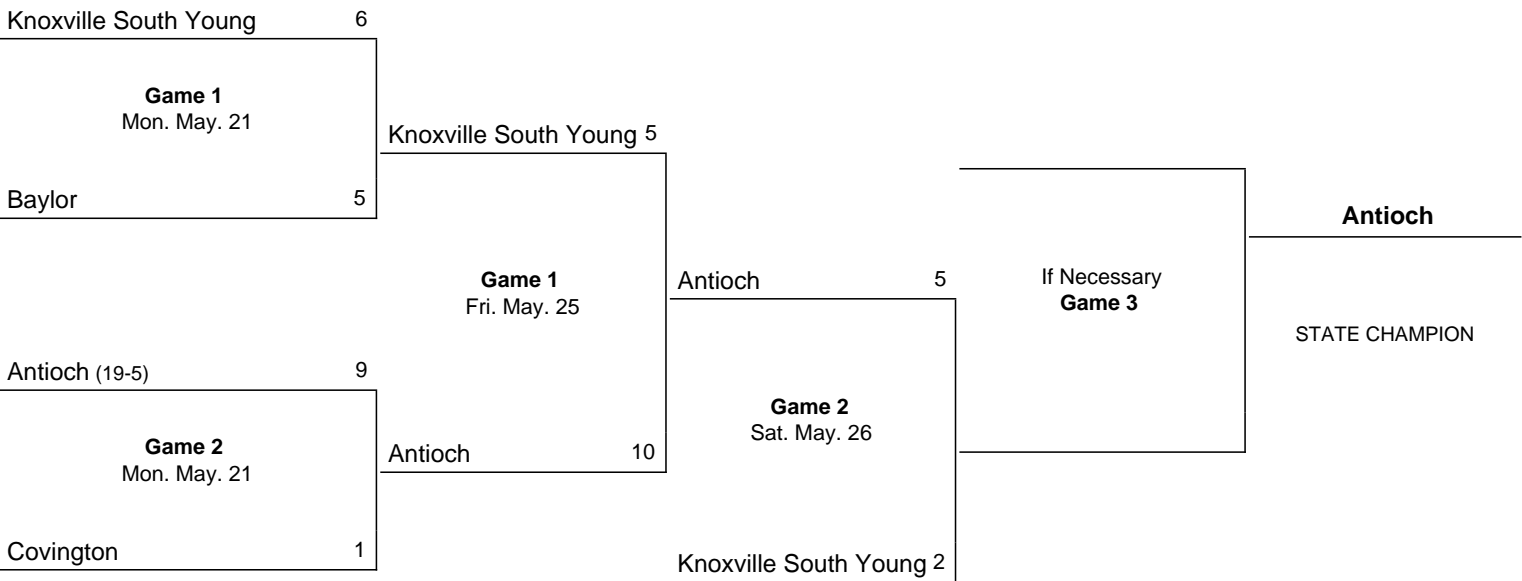 Knoxville South Young 6
Game 1
Mon. May. 21
Baylor 5
Antioch (19-5) 9
Game 2
Mon. May. 21
Covington 1
Knoxville South Young 5
Game 1
Fri. May. 25
Antioch 10
Antioch 5
Game 2
Sat. May. 26
Knoxville South Young 2
If Necessary
Game 3
Antioch
STATE CHAMPION